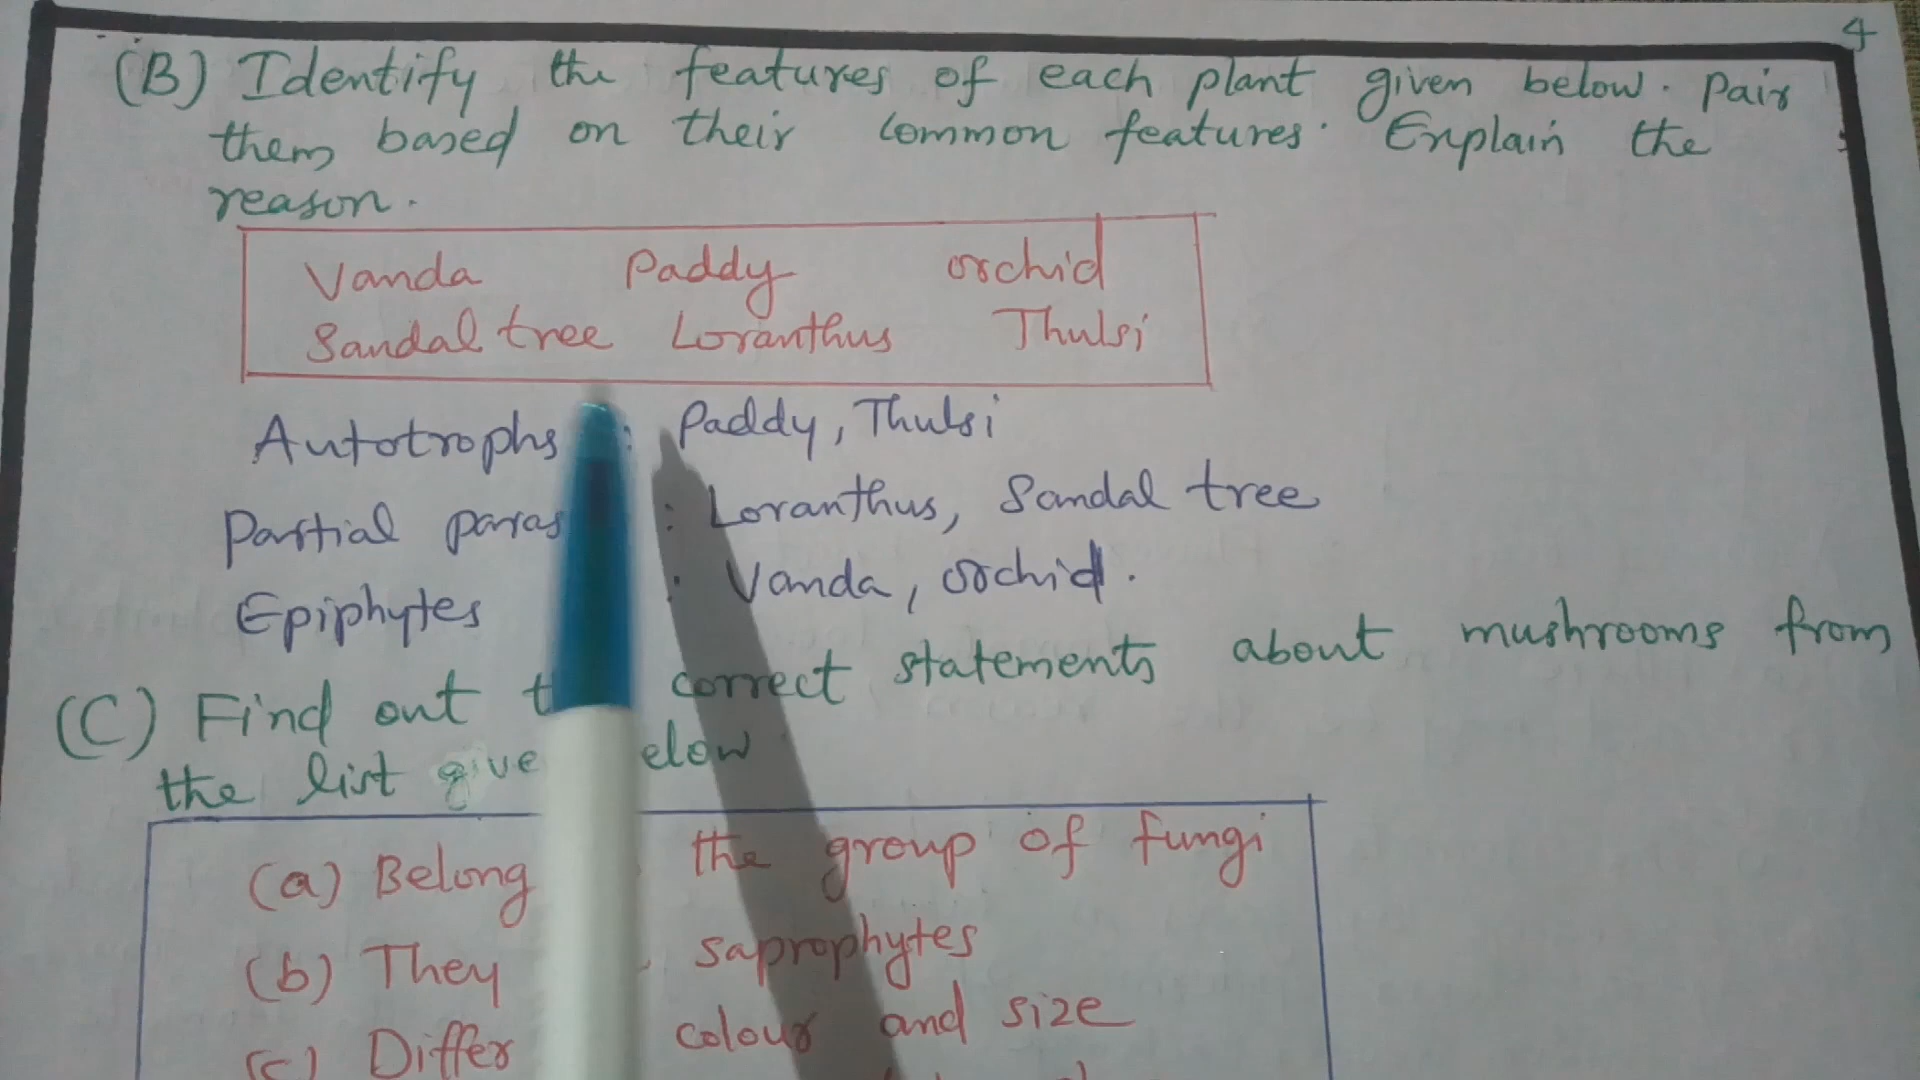 4
(B) Identify the features of each plant given below. Pair
them based on their common features. Explain the
reason.
Vanda Paddy orchid
Sandal tree Loranthus Thulsi
Autotrophs : Paddy, Thulsi
Partial paras : Loranthus, Sandal tree
Epiphytes : Vanda, orchid.
(C) Find out t correct statements about mushrooms from
the list give elow
(a) Belong the group of fungi
(b) They saprophytes
(c) Differ colour and size